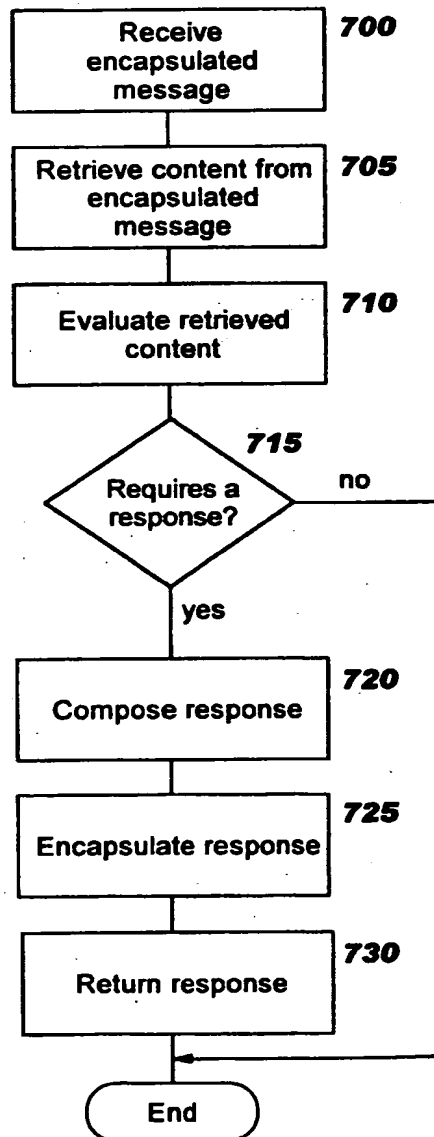 Receive
encapsulated
message
700
Retrieve content from
encapsulated
message
705
Evaluate retrieved
content
710
715
Requires a
response?
no
yes
Compose response
720
Encapsulate response
725
Return response
730
End